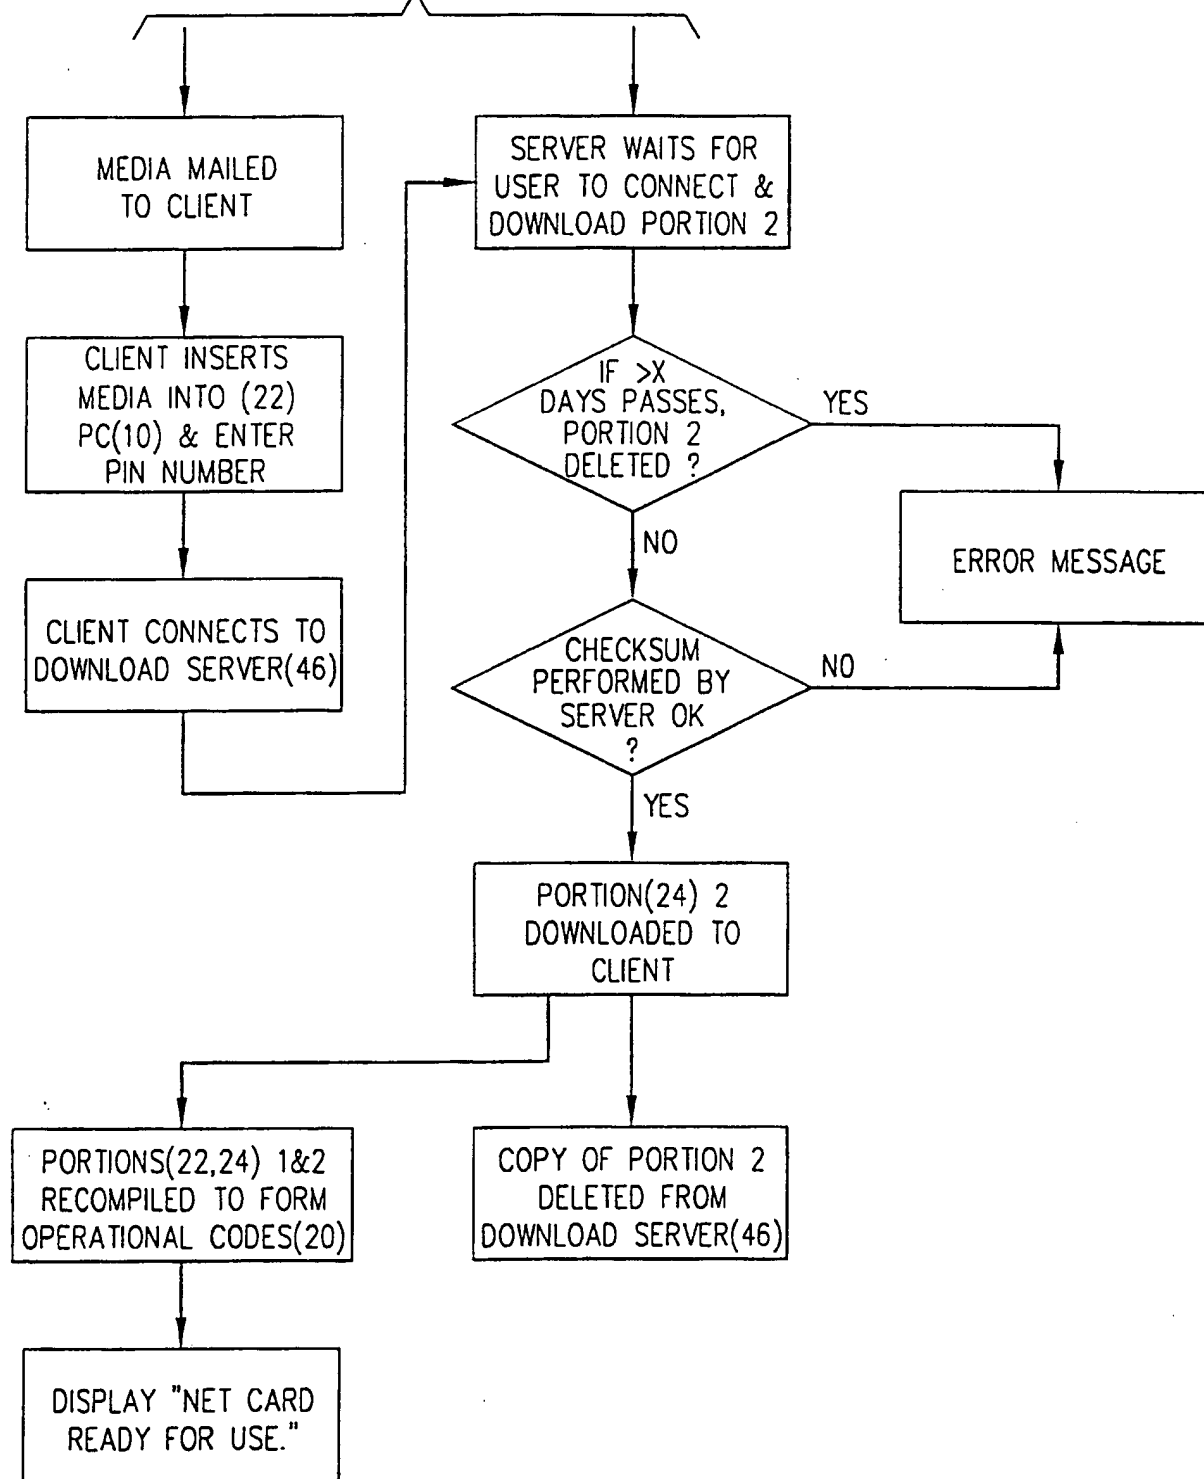 MEDIA MAILED
TO CLIENT
CLIENT INSERTS
MEDIA INTO (22)
PC(10) & ENTER
PIN NUMBER
CLIENT CONNECTS TO
DOWNLOAD SERVER(46)
SERVER WAITS FOR
USER TO CONNECT &
DOWNLOAD PORTION 2
IF >X
DAYS PASSES,
PORTION 2
DELETED ?
YES
NO
ERROR MESSAGE
CHECKSUM
PERFORMED BY
SERVER OK
?
NO
YES
PORTION(24) 2
DOWNLOADED TO
CLIENT
PORTIONS(22,24) 1&2
RECOMPILED TO FORM
OPERATIONAL CODES(20)
COPY OF PORTION 2
DELETED FROM
DOWNLOAD SERVER(46)
DISPLAY "NET CARD
READY FOR USE."